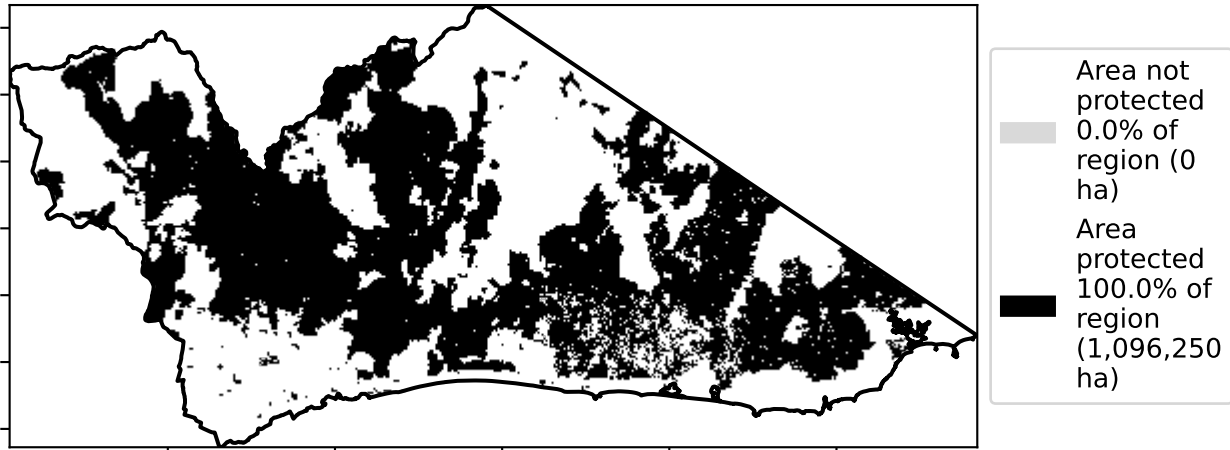 Area not
protected
0.0% of
region (0
ha)
Area
protected
100.0% of
region
(1,096,250
ha)